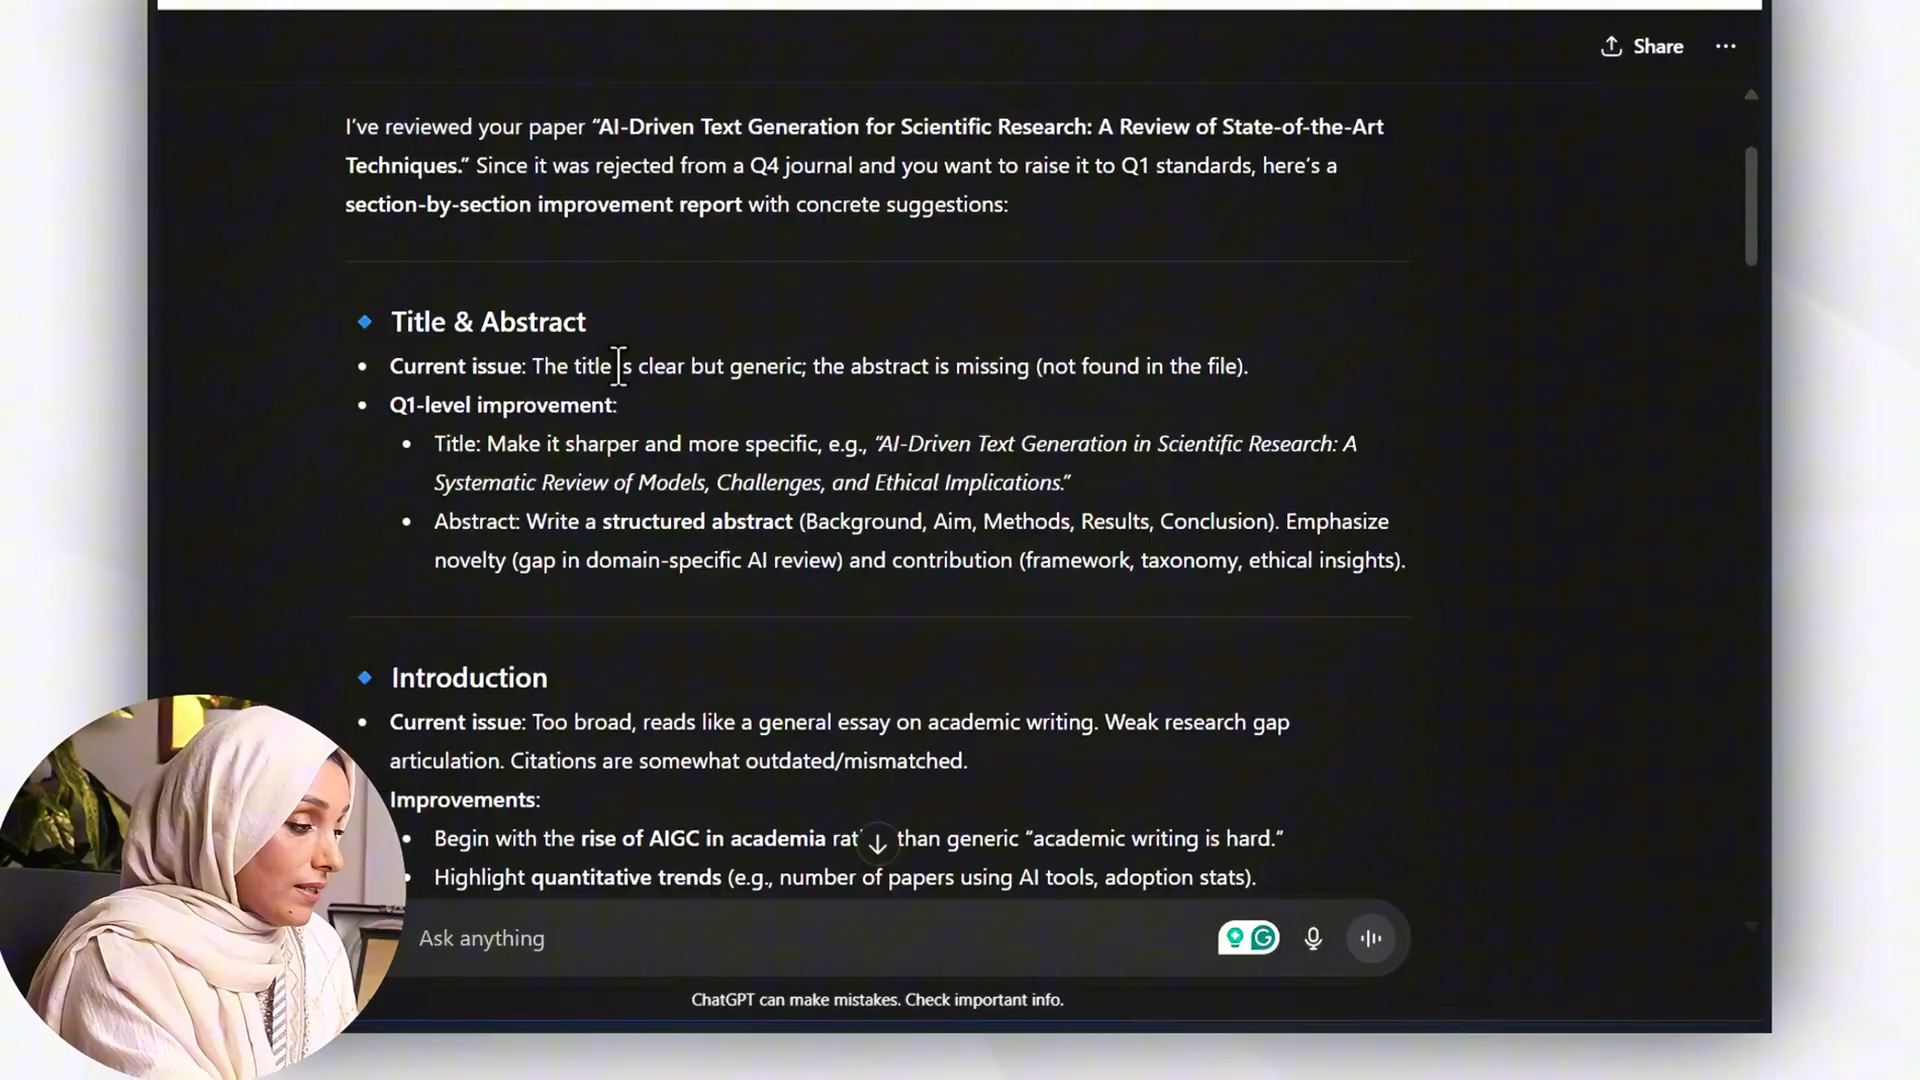 Share
I've reviewed your paper “AI-Driven Text Generation for Scientific Research: A Review of State-of-the-Art
Techniques.” Since it was rejected from a Q4 journal and you want to raise it to Q1 standards, here's a
section-by-section improvement report with concrete suggestions:
Title & Abstract
• Current issue: The title is clear but generic; the abstract is missing (not found in the file).
• Q1-level improvement:
• Title: Make it sharper and more specific, e.g., “AI-Driven Text Generation in Scientific Research: A
Systematic Review of Models, Challenges, and Ethical Implications.”
• Abstract: Write a structured abstract (Background, Aim, Methods, Results, Conclusion). Emphasize
novelty (gap in domain-specific AI review) and contribution (framework, taxonomy, ethical insights).
Introduction
• Current issue: Too broad, reads like a general essay on academic writing. Weak research gap
articulation. Citations are somewhat outdated/mismatched.
Improvements:
• Begin with the rise of AIGC in academia than generic “academic writing is hard.”
• Highlight quantitative trends (e.g., number of papers using AI tools, adoption stats).
Ask anything
ChatGPT can make mistakes. Check important info.